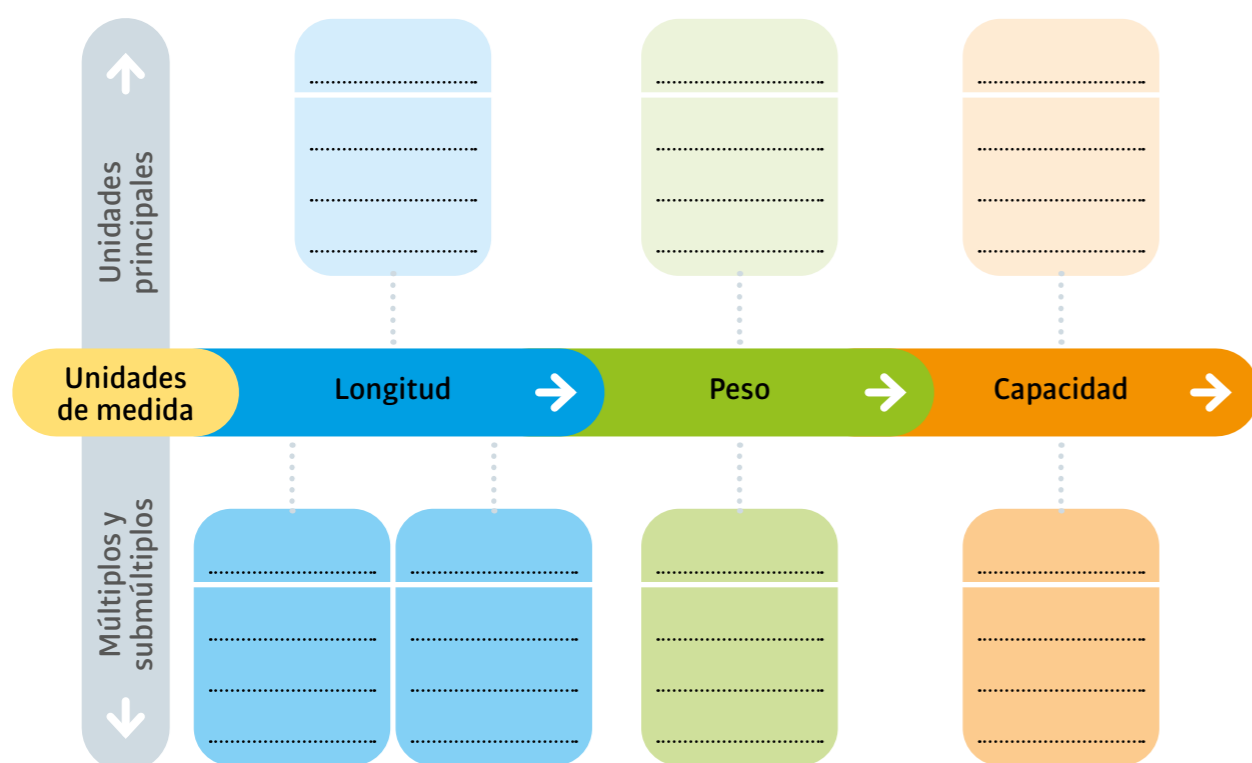 Unidades
principales
Unidades
de medida
Longitud
Peso
Capacidad
Múltiplos y
submúltiplos